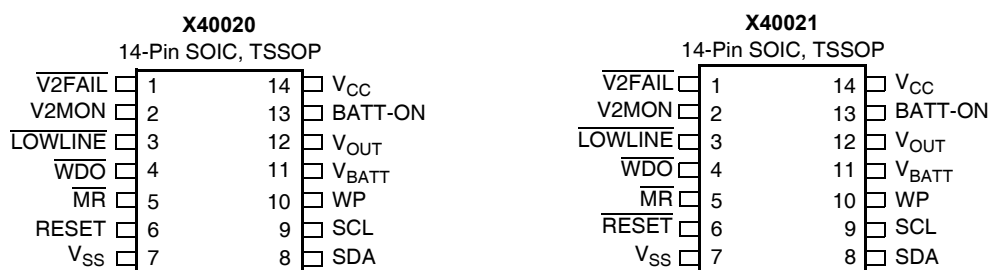 X40020
14-Pin SOIC, TSSOP
V2FAIL 1 14 VCC
V2MON 2 13 BATT-ON
LOWLINE 3 12 VOUT
WDO 4 11 VBATT
MR 5 10 WP
RESET 6 9 SCL
VSS 7 8 SDA
X40021
14-Pin SOIC, TSSOP
V2FAIL 1 14 VCC
V2MON 2 13 BATT-ON
LOWLINE 3 12 VOUT
WDO 4 11 VBATT
MR 5 10 WP
RESET 6 9 SCL
VSS 7 8 SDA